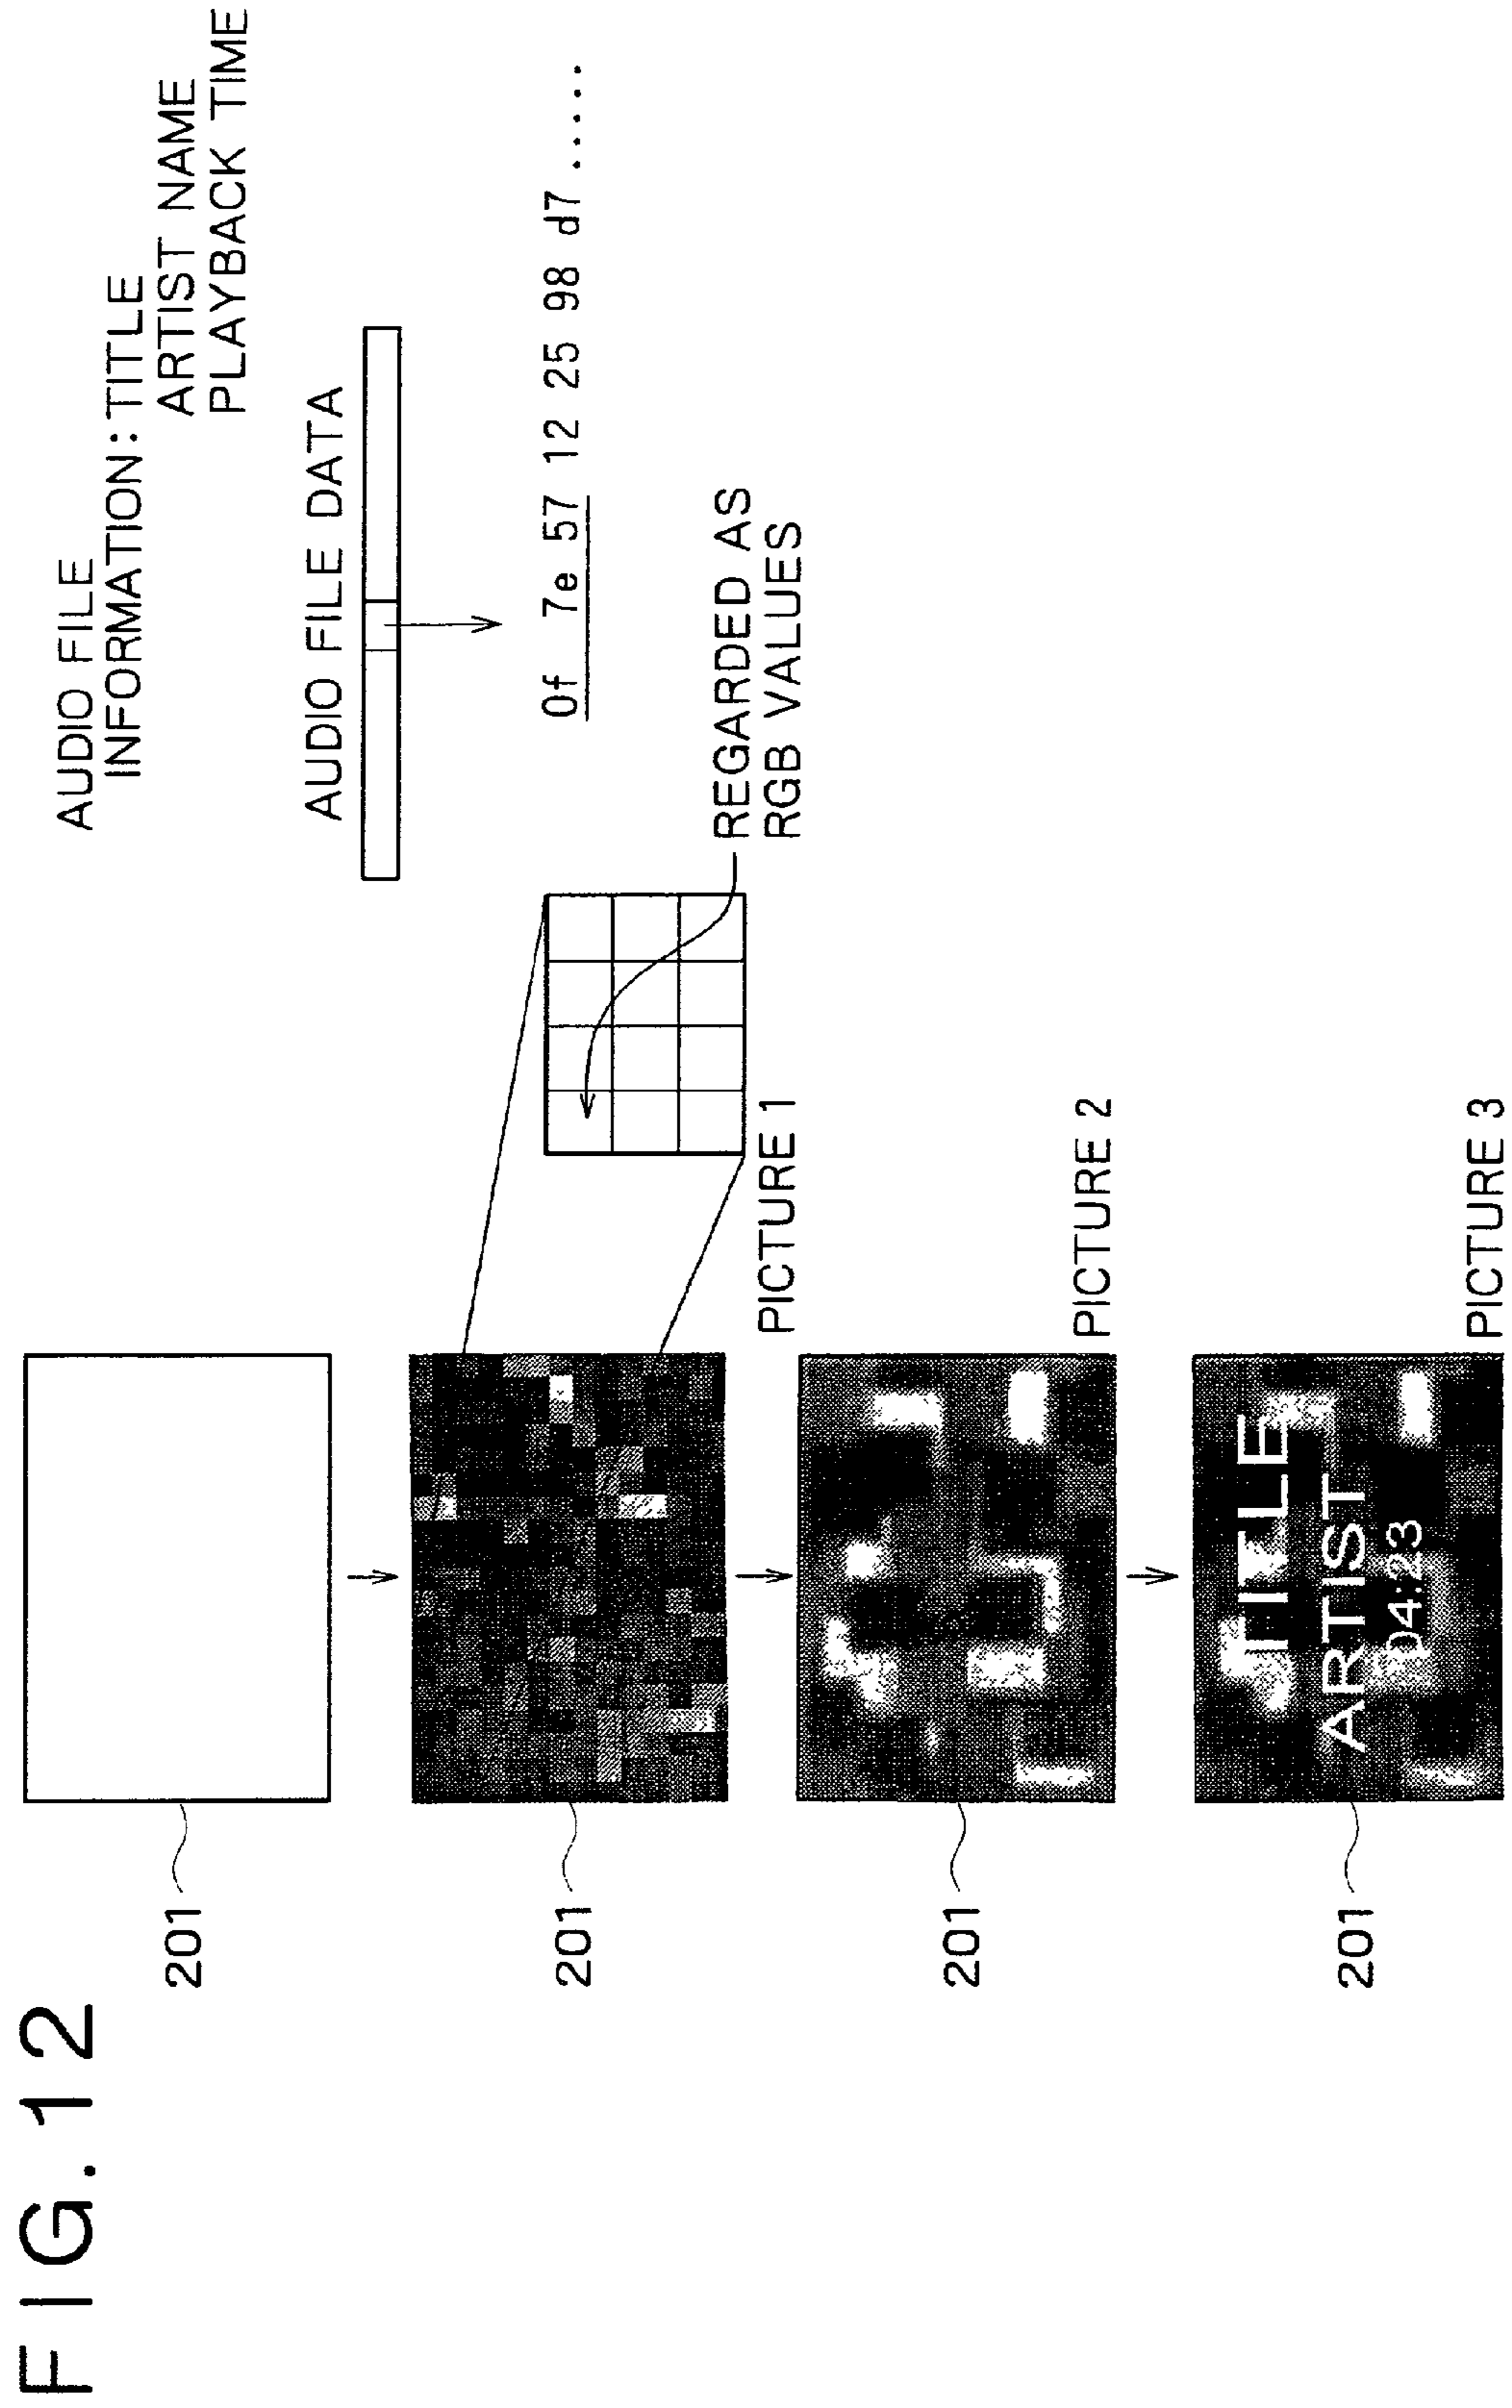 FIG.12
201
AUDIO FILE
INFORMATION: TITLE
ARTIST NAME
PLAYBACK TIME
AUDIO FILE DATA
0f 7e 57 12 25 98 d7 .....
REGARDED AS
RGB VALUES
201
PICTURE 1
201
PICTURE 2
201
TITLE
ARTIST
04:23
PICTURE 3